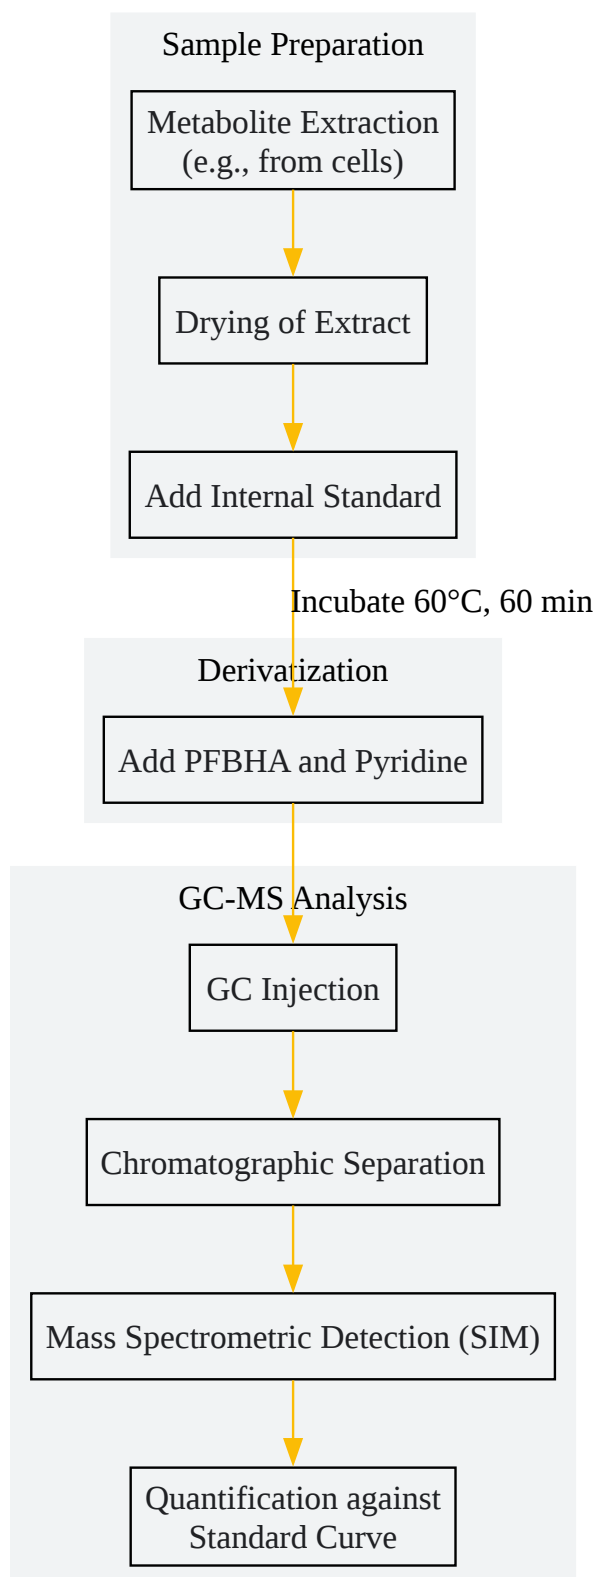 Sample Preparation
Metabolite Extraction
(e.g., from cells)
Drying of Extract
Add Internal Standard
Incubate 60°C, 60 min
Derivatization
Add PFBHA and Pyridine
GC-MS Analysis
GC Injection
Chromatographic Separation
Mass Spectrometric Detection (SIM)
Quantification against
Standard Curve